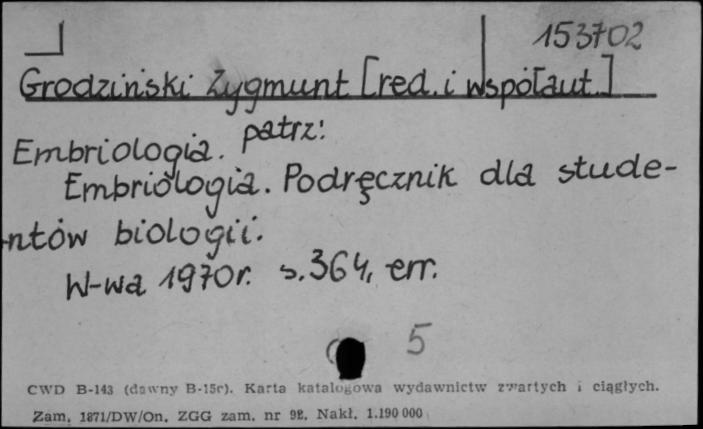 153702
Grodziński Zygmunt [red. i współaut.]
patrz:
Embriologia.
Embriologia. Podręcznik dla stude-
ntów biologii.
W-wa 1970r. s.364, err.
5
CWD B-143 (dawny B-15c). Karta katalogowa wydawnictw zwartych i ciągłych.
Zam. 1871/DW/On. ZGG zam. nr 98. Nakł. 1.190 000